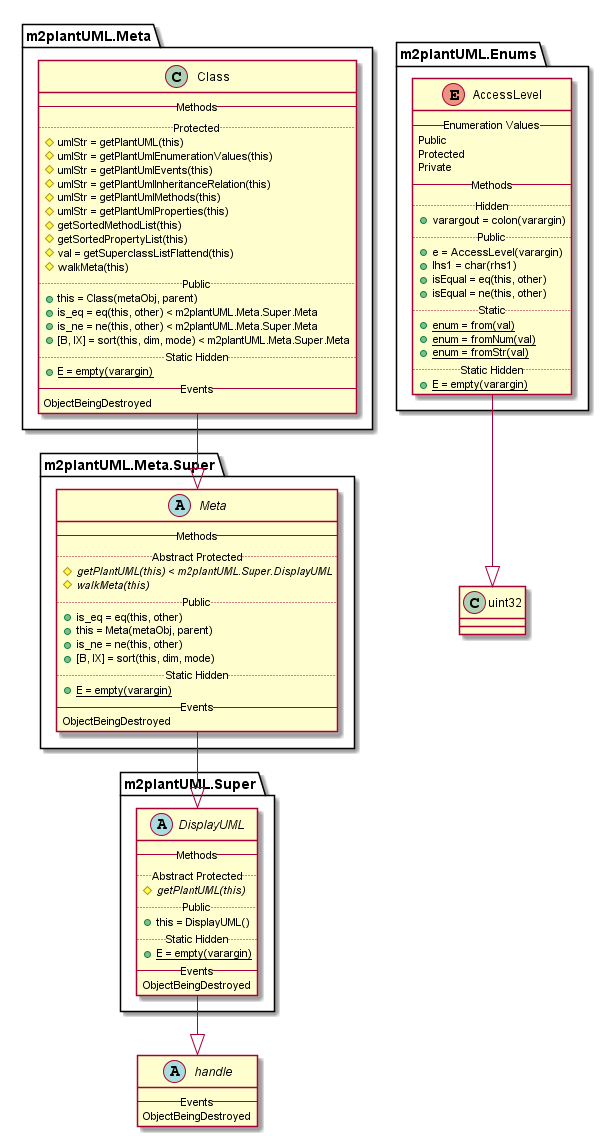 m2plantUML.Meta
C Class
Methods
Protected
umlStr = getPlantUML(this)
umlStr = getPlantUmlEnumerationValues(this)
umlStr = getPlantUmlEvents(this)
umlStr = getPlantUmlInheritanceRelation(this)
umlStr = getPlantUmlMethods(this)
umlStr = getPlantUmlProperties(this)
getSortedMethodList(this)
getSortedPropertyList(this)
val = getSuperclassListFlattend(this)
walkMeta(this)
Public
this = Class(metaObj, parent)
is_eq = eq(this, other) < m2plantUML.Meta.Super.Meta
is_ne = ne(this, other) < m2plantUML.Meta.Super.Meta
[B, IX] = sort(this, dim, mode) < m2plantUML.Meta.Super.Meta
Static Hidden
E = empty(varargin)
Events
ObjectBeingDestroyed
m2plantUML.Enums
E AccessLevel
Enumeration Values
Public
Protected
Private
Methods
Hidden
varargout = colon(varargin)
Public
e = AccessLevel(varargin)
lhs1 = char(rhs1)
isEqual = eq(this, other)
isEqual = ne(this, other)
Static
enum = from(val)
enum = fromNum(val)
enum = fromStr(val)
Static Hidden
E = empty(varargin)
m2plantUML.Meta.Super
A Meta
Methods
Abstract Protected
getPlantUML(this) < m2plantUML.Super.DisplayUML
walkMeta(this)
Public
is_eq = eq(this, other)
this = Meta(metaObj, parent)
is_ne = ne(this, other)
[B, IX] = sort(this, dim, mode)
Static Hidden
E = empty(varargin)
Events
ObjectBeingDestroyed
C uint32
m2plantUML.Super
A DisplayUML
Methods
Abstract Protected
getPlantUML(this)
Public
this = DisplayUML()
Static Hidden
E = empty(varargin)
Events
ObjectBeingDestroyed
A handle
Events
ObjectBeingDestroyed